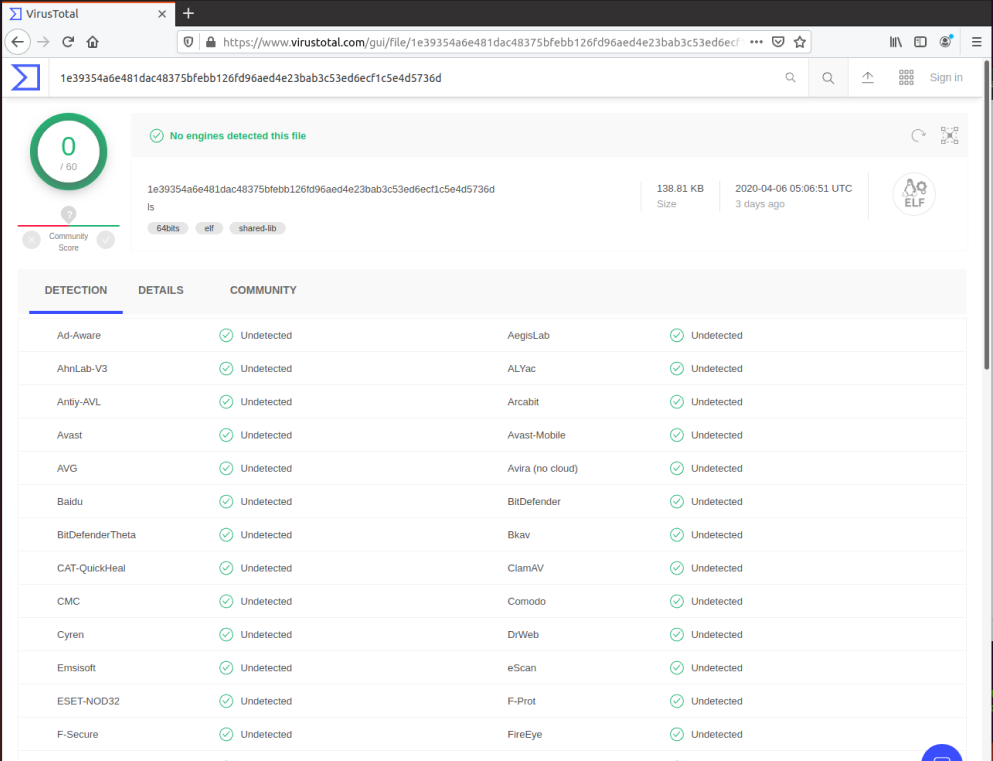 VirusTotal
https://www.virustotal.com/gui/file/1e39354a6e481dac48375bfebb126fd96aed4e23bab3c53ed6ecf
1e39354a6e481dac48375bfebb126fd96aed4e23bab3c53ed6ecf1c5e4d5736d
Sign in
0
/ 60
?
Community
Score
No engines detected this file
1e39354a6e481dac48375bfebb126fd96aed4e23bab3c53ed6ecf1c5e4d5736d
ls
64bits elf shared-lib
138.81 KB
Size
2020-04-06 05:06:51 UTC
3 days ago
ELF
DETECTION DETAILS COMMUNITY
Ad-Aware Undetected AegisLab Undetected
AhnLab-V3 Undetected ALYac Undetected
Antiy-AVL Undetected Arcabit Undetected
Avast Undetected Avast-Mobile Undetected
AVG Undetected Avira (no cloud) Undetected
Baidu Undetected BitDefender Undetected
BitDefenderTheta Undetected Bkav Undetected
CAT-QuickHeal Undetected ClamAV Undetected
CMC Undetected Comodo Undetected
Cyren Undetected DrWeb Undetected
Emsisoft Undetected eScan Undetected
ESET-NOD32 Undetected F-Prot Undetected
F-Secure Undetected FireEye Undetected